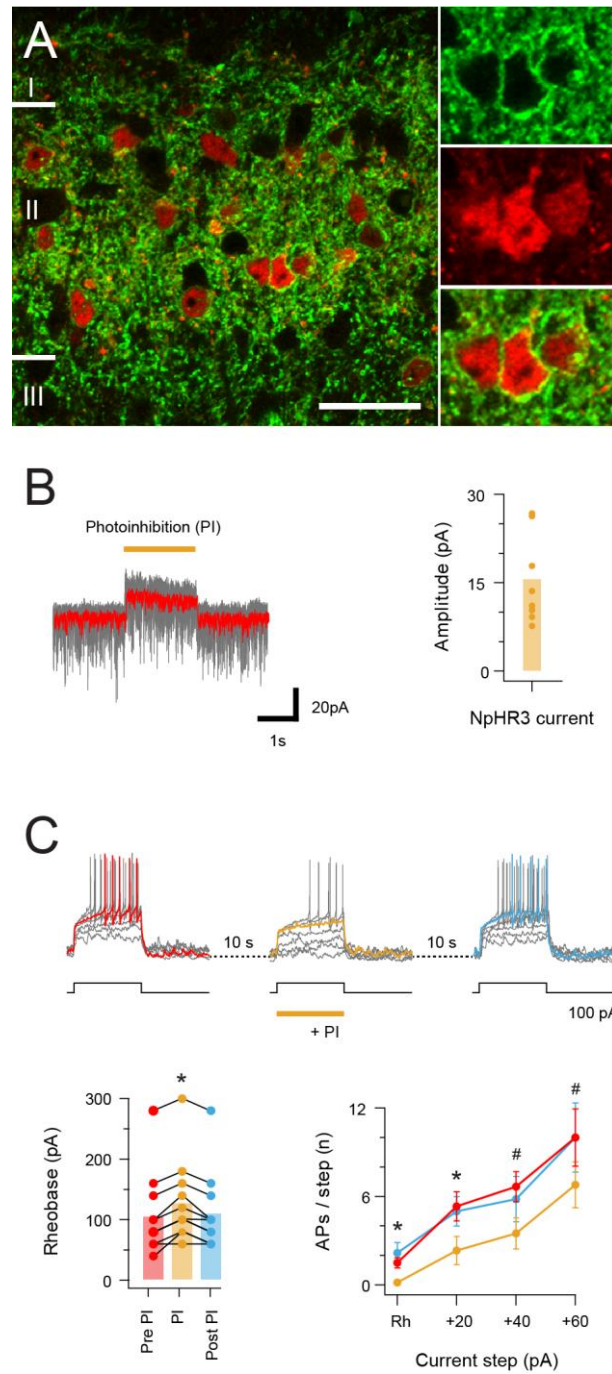 A
I
II
III
B
Photoinhibition (PI)
20pA
1s
30
15
0
Amplitude (pA)
NpHR3 current
C
10 s
10 s
+ PI
100 pA
*
300
200
100
0
Rheobase (pA)
Pre PI
PI
Post PI
12
6
0
APs / step (n)
*
*
#
#
Rh
+20
+40
+60
Current step (pA)